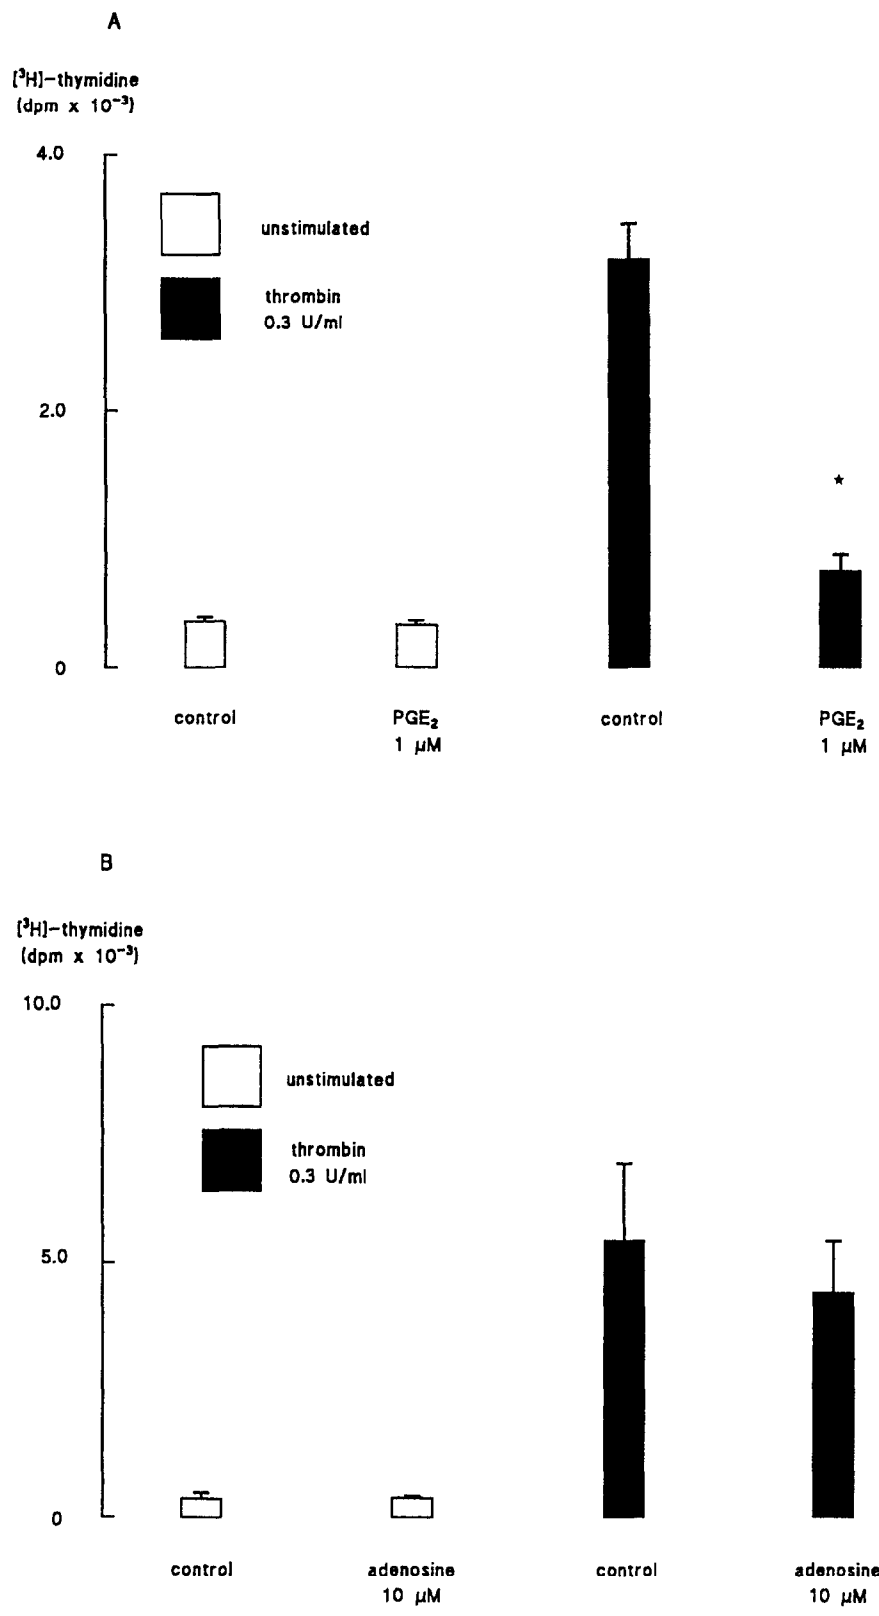 A
[³H]-thymidine
(dpm x 10⁻³)
4.0
unstimulated
thrombin
0.3 U/ml
2.0
★
0
control PGE₂ control PGE₂
1 μM 1 μM
B
[³H]-thymidine
(dpm x 10⁻³)
10.0
unstimulated
thrombin
0.3 U/ml
5.0
0
control adenosine control adenosine
10 μM 10 μM